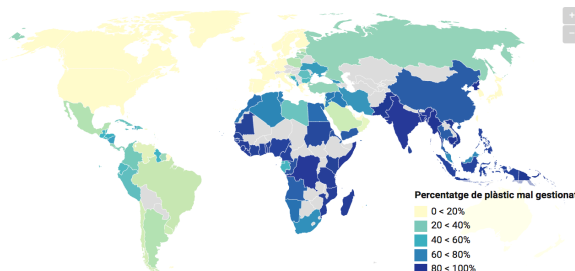 +
−
Percentatge de plàstic mal gestionat
0 < 20%
20 < 40%
40 < 60%
60 < 80%
80 < 100%